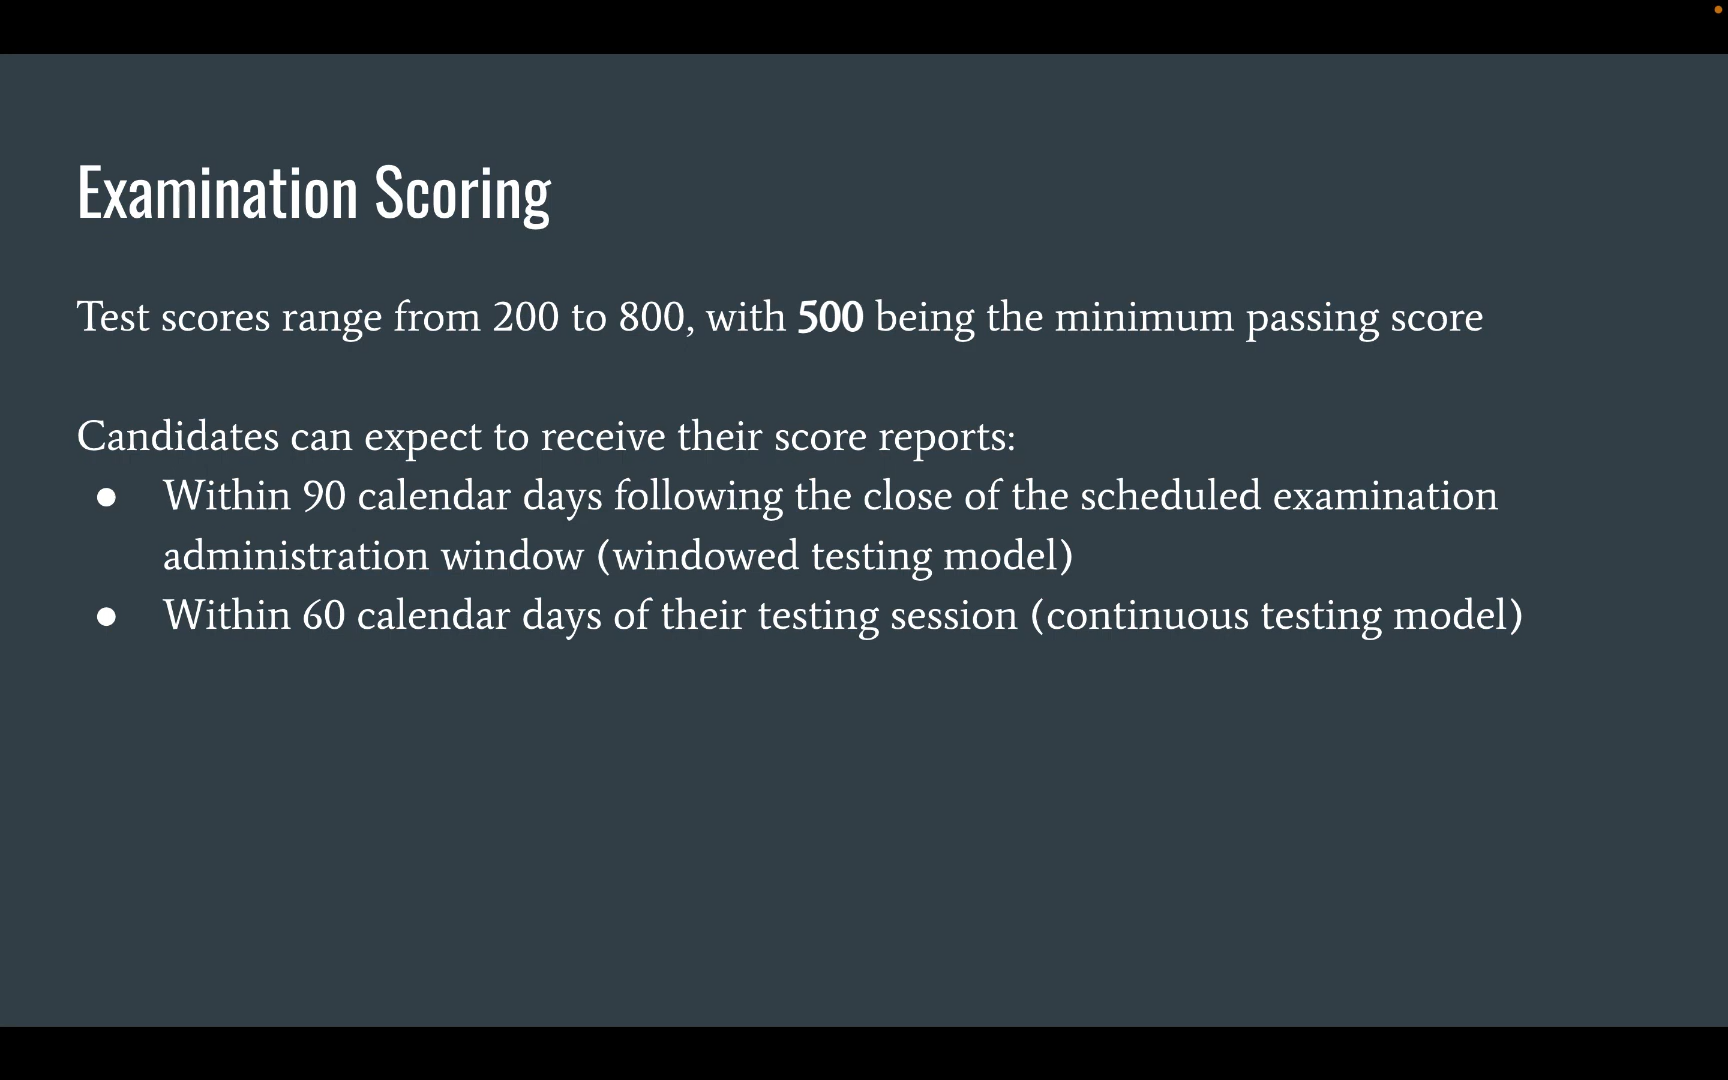 Examination Scoring
Test scores range from 200 to 800, with 500 being the minimum passing score
Candidates can expect to receive their score reports:
● Within 90 calendar days following the close of the scheduled examination
administration window (windowed testing model)
● Within 60 calendar days of their testing session (continuous testing model)